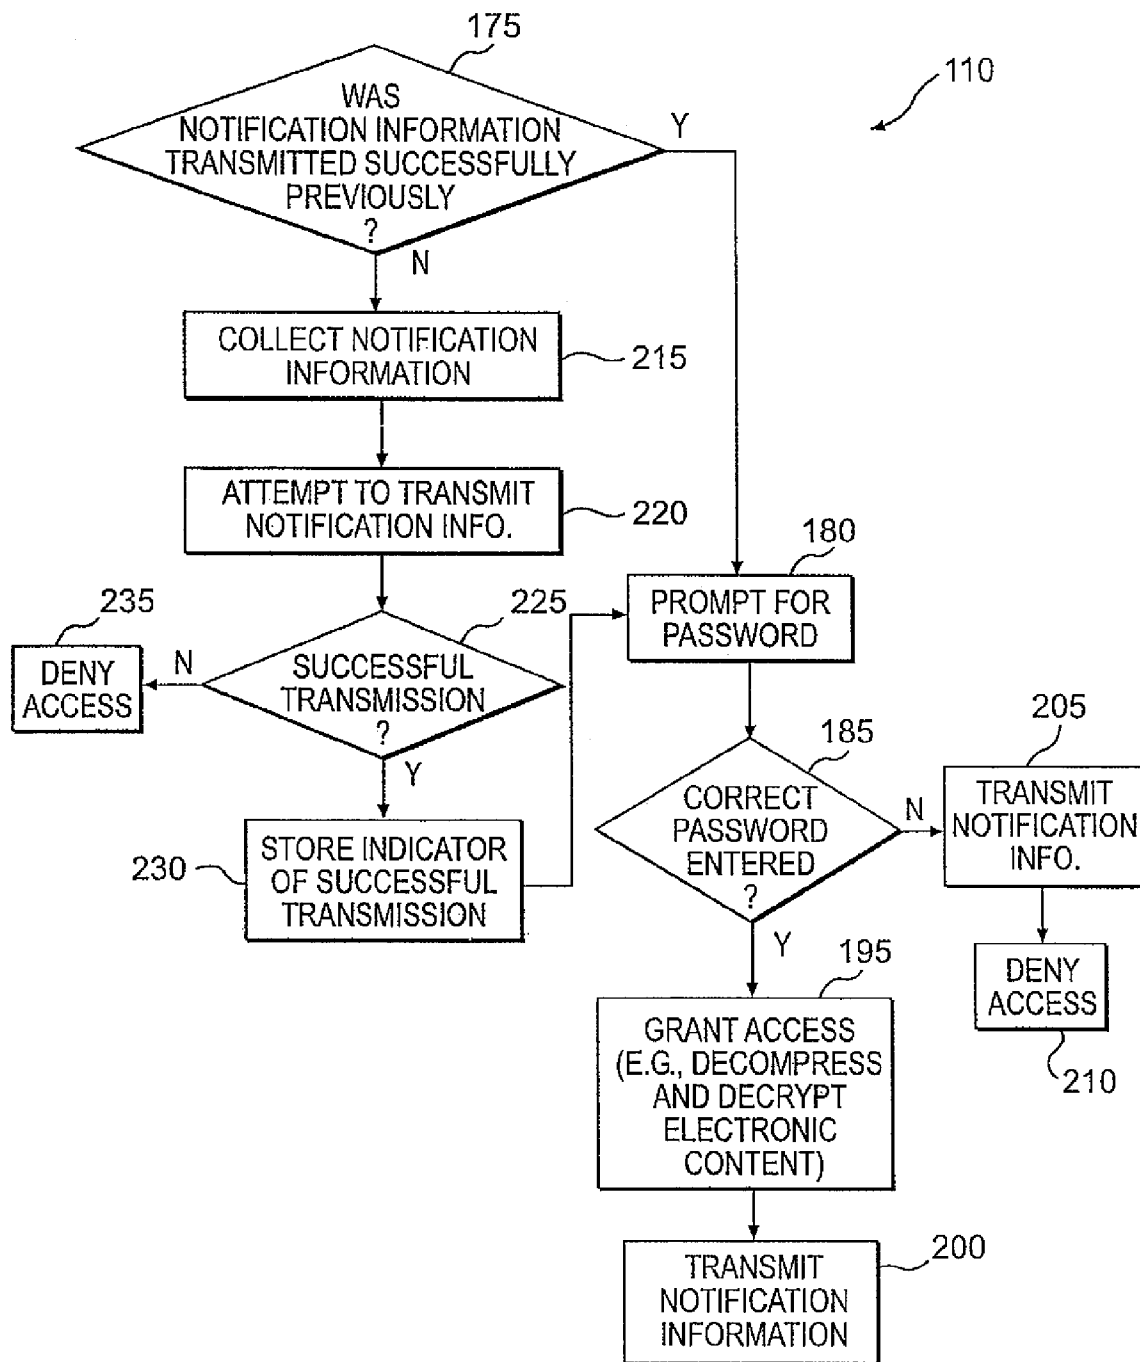 175
110
WAS
NOTIFICATION INFORMATION
TRANSMITTED SUCCESSFULLY
PREVIOUSLY
?
Y
N
COLLECT NOTIFICATION
INFORMATION
215
ATTEMPT TO TRANSMIT
NOTIFICATION INFO.
220
180
PROMPT FOR
PASSWORD
235
DENY
ACCESS
N
225
SUCCESSFUL
TRANSMISSION
?
Y
230
STORE INDICATOR
OF SUCCESSFUL
TRANSMISSION
185
CORRECT
PASSWORD
ENTERED
?
N
Y
205
TRANSMIT
NOTIFICATION
INFO.
DENY
ACCESS
210
195
GRANT ACCESS
(E.G., DECOMPRESS
AND DECRYPT
ELECTRONIC
CONTENT)
200
TRANSMIT
NOTIFICATION
INFORMATION